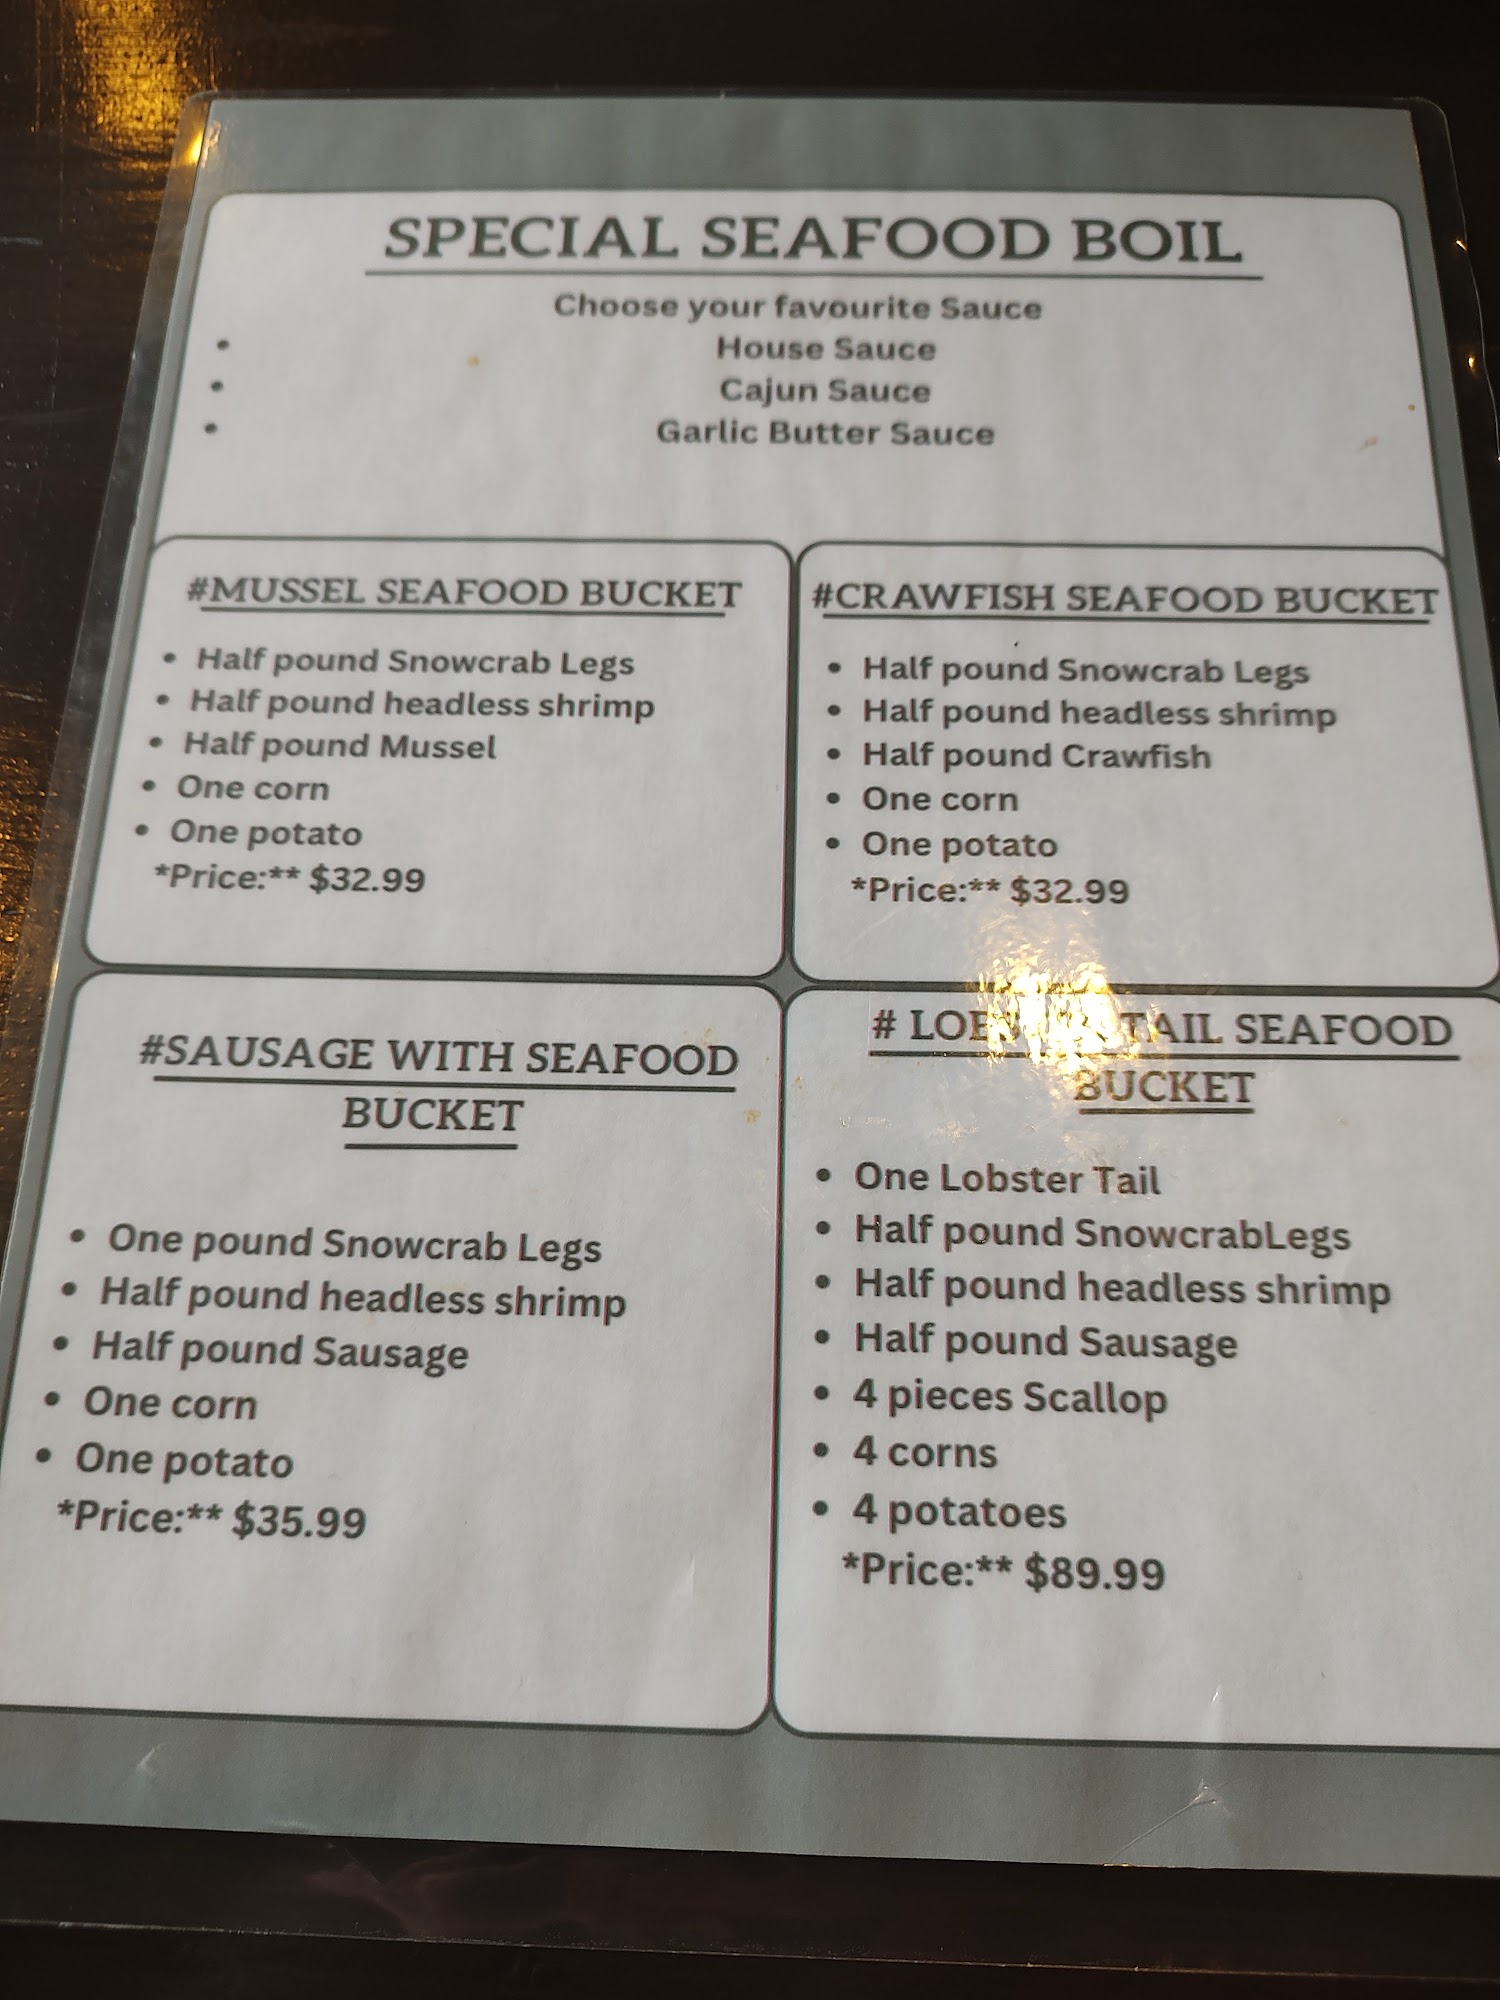 SPECIAL SEAFOOD BOIL
Choose your favourite Sauce
• House Sauce
• Cajun Sauce
• Garlic Butter Sauce
#MUSSEL SEAFOOD BUCKET
• Half pound Snowcrab Legs
• Half pound headless shrimp
• Half pound Mussel
• One corn
• One potato
*Price:** $32.99
#CRAWFISH SEAFOOD BUCKET
• Half pound Snowcrab Legs
• Half pound headless shrimp
• Half pound Crawfish
• One corn
• One potato
*Price:** $32.99
#SAUSAGE WITH SEAFOOD
BUCKET
• One pound Snowcrab Legs
• Half pound headless shrimp
• Half pound Sausage
• One corn
• One potato
*Price:** $35.99
# TAIL SEAFOOD
BUCKET
• One Lobster Tail
• Half pound SnowcrabLegs
• Half pound headless shrimp
• Half pound Sausage
• 4 pieces Scallop
• 4 corns
• 4 potatoes
*Price:** $89.99